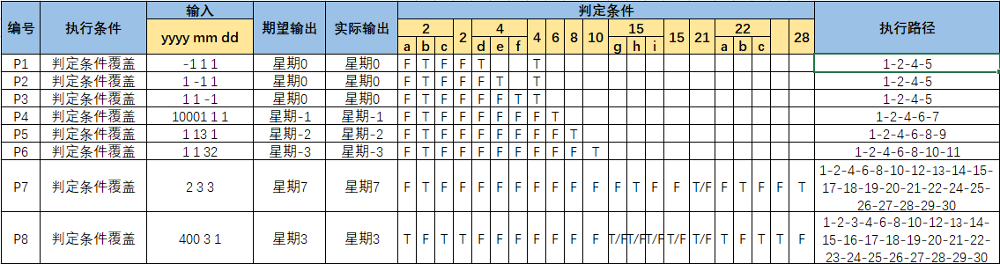 编号 执行条件 输入 期望输出 实际输出 判定条件 执行路径
yyyy mm dd 2 2 4 4 6 8 10 15 15 21 22 28
a b c d e f g h i a b c
P1 判定条件覆盖 -1 1 1 星期0 星期0 F T F F T T 1-2-4-5
P2 判定条件覆盖 1 -1 1 星期0 星期0 F T F F F T T 1-2-4-5
P3 判定条件覆盖 1 1 -1 星期0 星期0 F T F F F F T T 1-2-4-5
P4 判定条件覆盖 10001 1 1 星期-1 星期-1 F T F F F F F F T 1-2-4-6-7
P5 判定条件覆盖 1 13 1 星期-2 星期-2 F T F F F F F F F T 1-2-4-6-8-9
P6 判定条件覆盖 1 1 32 星期-3 星期-3 F T F F F F F F F F T 1-2-4-6-8-10-11
P7 判定条件覆盖 2 3 3 星期7 星期7 F T F F F F F F F F F F T F F T/F F T F F T 1-2-4-6-8-10-12-13-14-15-
17-18-19-20-21-22-24-25-
26-27-28-29-30
P8 判定条件覆盖 400 3 1 星期3 星期3 T F T T F F F F F F F T/F T/F T/F T/F T/F T F T T F 1-2-3-4-6-8-10-12-13-14-
15-16-17-18-19-20-21-22-
23-24-25-26-27-28-29-30